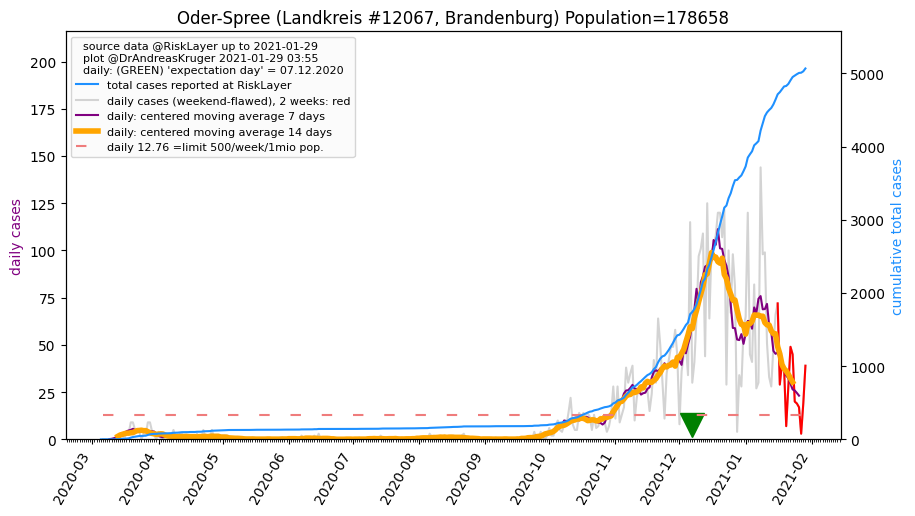 Oder-Spree (Landkreis #12067, Brandenburg) Population=178658
source data @RiskLayer up to 2021-01-29
plot @DrAndreasKruger 2021-01-29 03:55
daily: (GREEN) 'expectation day' = 07.12.2020
total cases reported at RiskLayer
daily cases (weekend-flawed), 2 weeks: red
daily: centered moving average 7 days
daily: centered moving average 14 days
daily 12.76 =limit 500/week/1mio pop.
daily cases
200
175
150
125
100
75
50
25
0
cumulative total cases
5000
4000
3000
2000
1000
0
2020-03
2020-04
2020-05
2020-06
2020-07
2020-08
2020-09
2020-10
2020-11
2020-12
2021-01
2021-02